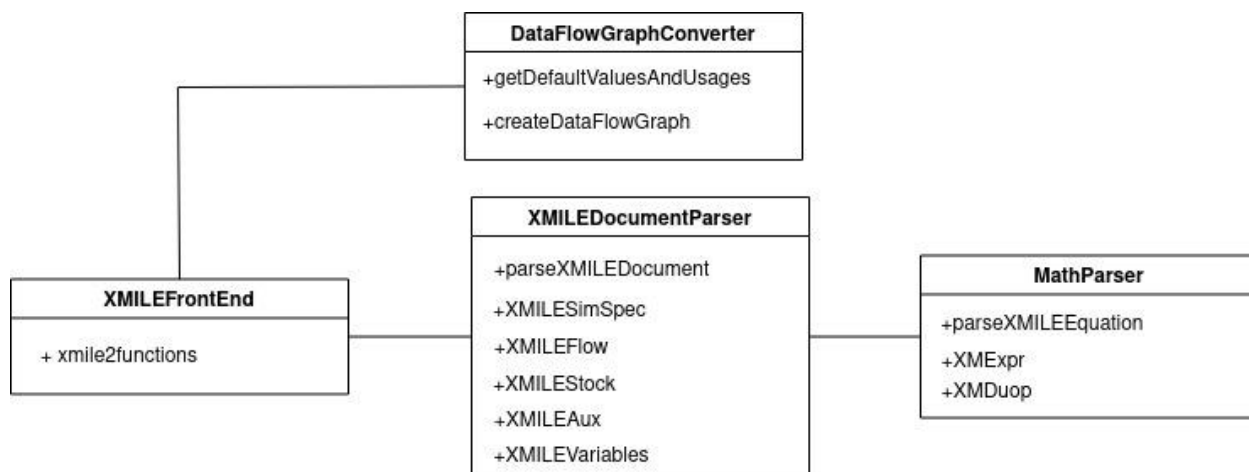 DataFlowGraphConverter
+getDefaultValuesAndUsages
+createDataFlowGraph
XMILEDocumentParser
+parseXMILEDocument
+XMILESimSpec
+XMILEFlow
+XMILEStock
+XMILEAux
+XMILEVariables
XMILEFrontEnd
+ xmile2functions
MathParser
+parseXMILEEquation
+XMExpr
+XMDuop